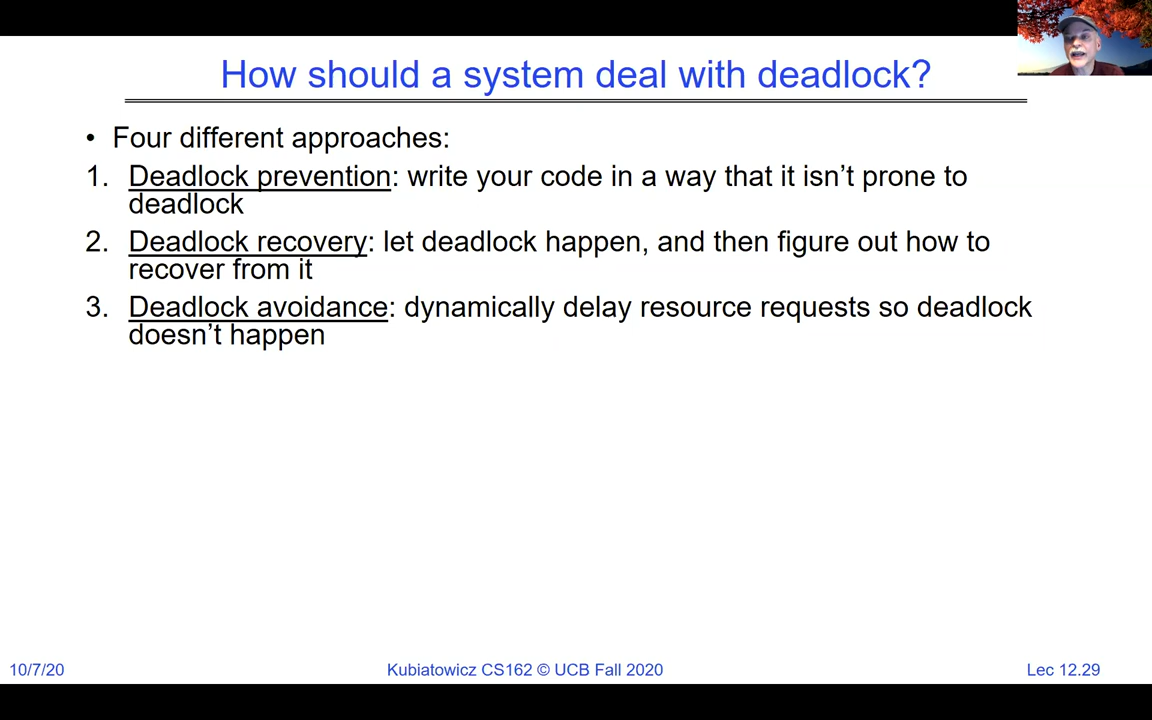 How should a system deal with deadlock?
• Four different approaches:
1. Deadlock prevention: write your code in a way that it isn’t prone to
deadlock
2. Deadlock recovery: let deadlock happen, and then figure out how to
recover from it
3. Deadlock avoidance: dynamically delay resource requests so deadlock
doesn’t happen
10/7/20
Kubiatowicz CS162 © UCB Fall 2020
Lec 12.29